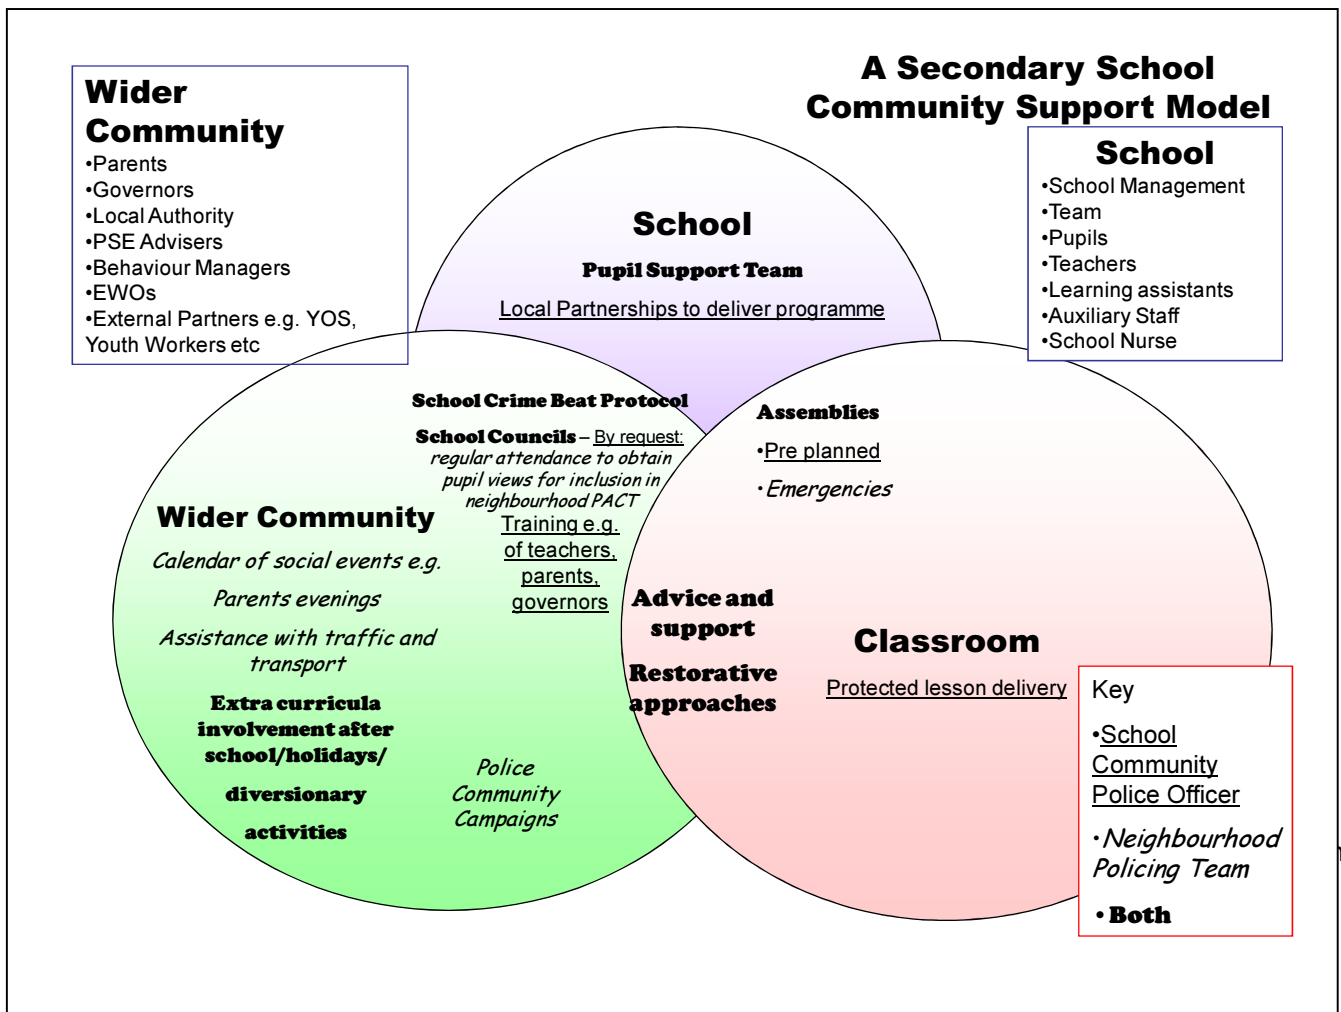 A Secondary School
Community Support Model
Wider
Community
•Parents
•Governors
•Local Authority
•PSE Advisers
•Behaviour Managers
•EWOs
•External Partners e.g. YOS,
Youth Workers etc
School
•School Management
•Team
•Pupils
•Teachers
•Learning assistants
•Auxiliary Staff
•School Nurse
School
Pupil Support Team
Local Partnerships to deliver programme
School Crime Beat Protocol
School Councils – By request:
regular attendance to obtain
pupil views for inclusion in
neighbourhood PACT
Training e.g.
of teachers,
parents,
governors
Wider Community
Calendar of social events e.g.
Parents evenings
Assistance with traffic and
transport
Extra curricula
involvement after
school/holidays/
diversionary
activities
Police
Community
Campaigns
Assemblies
•Pre planned
•Emergencies
Advice and
support
Restorative
approaches
Classroom
Protected lesson delivery
Key
•School
Community
Police Officer
•Neighbourhood
Policing Team
•Both